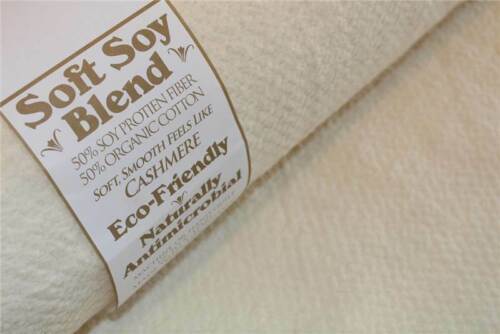 Soft Soy
Blend
50% SOY PROTIEN FIBER
50% ORGANIC COTTON
SOFT, SMOOTH FEELS LIKE
CASHMERE
Eco-Friendly
Naturally
Antimicrobial